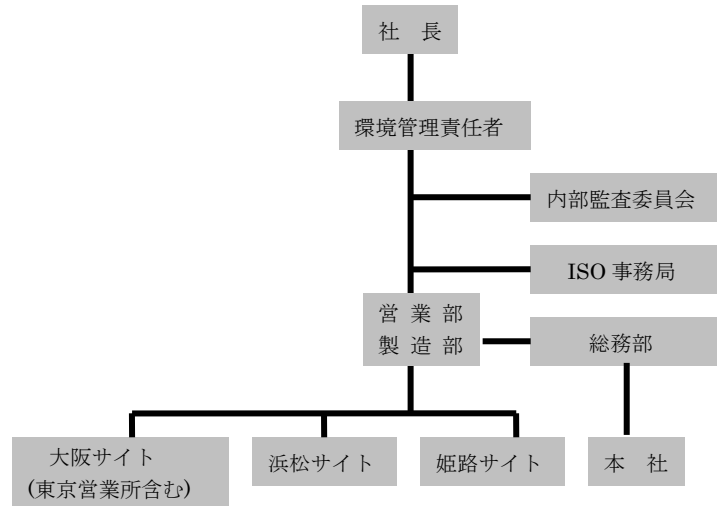 社　長
環境管理責任者
内部監査委員会
ISO 事務局
営 業 部
製 造 部
総務部
大阪サイト
(東京営業所含む)
浜松サイト
姫路サイト
本　社